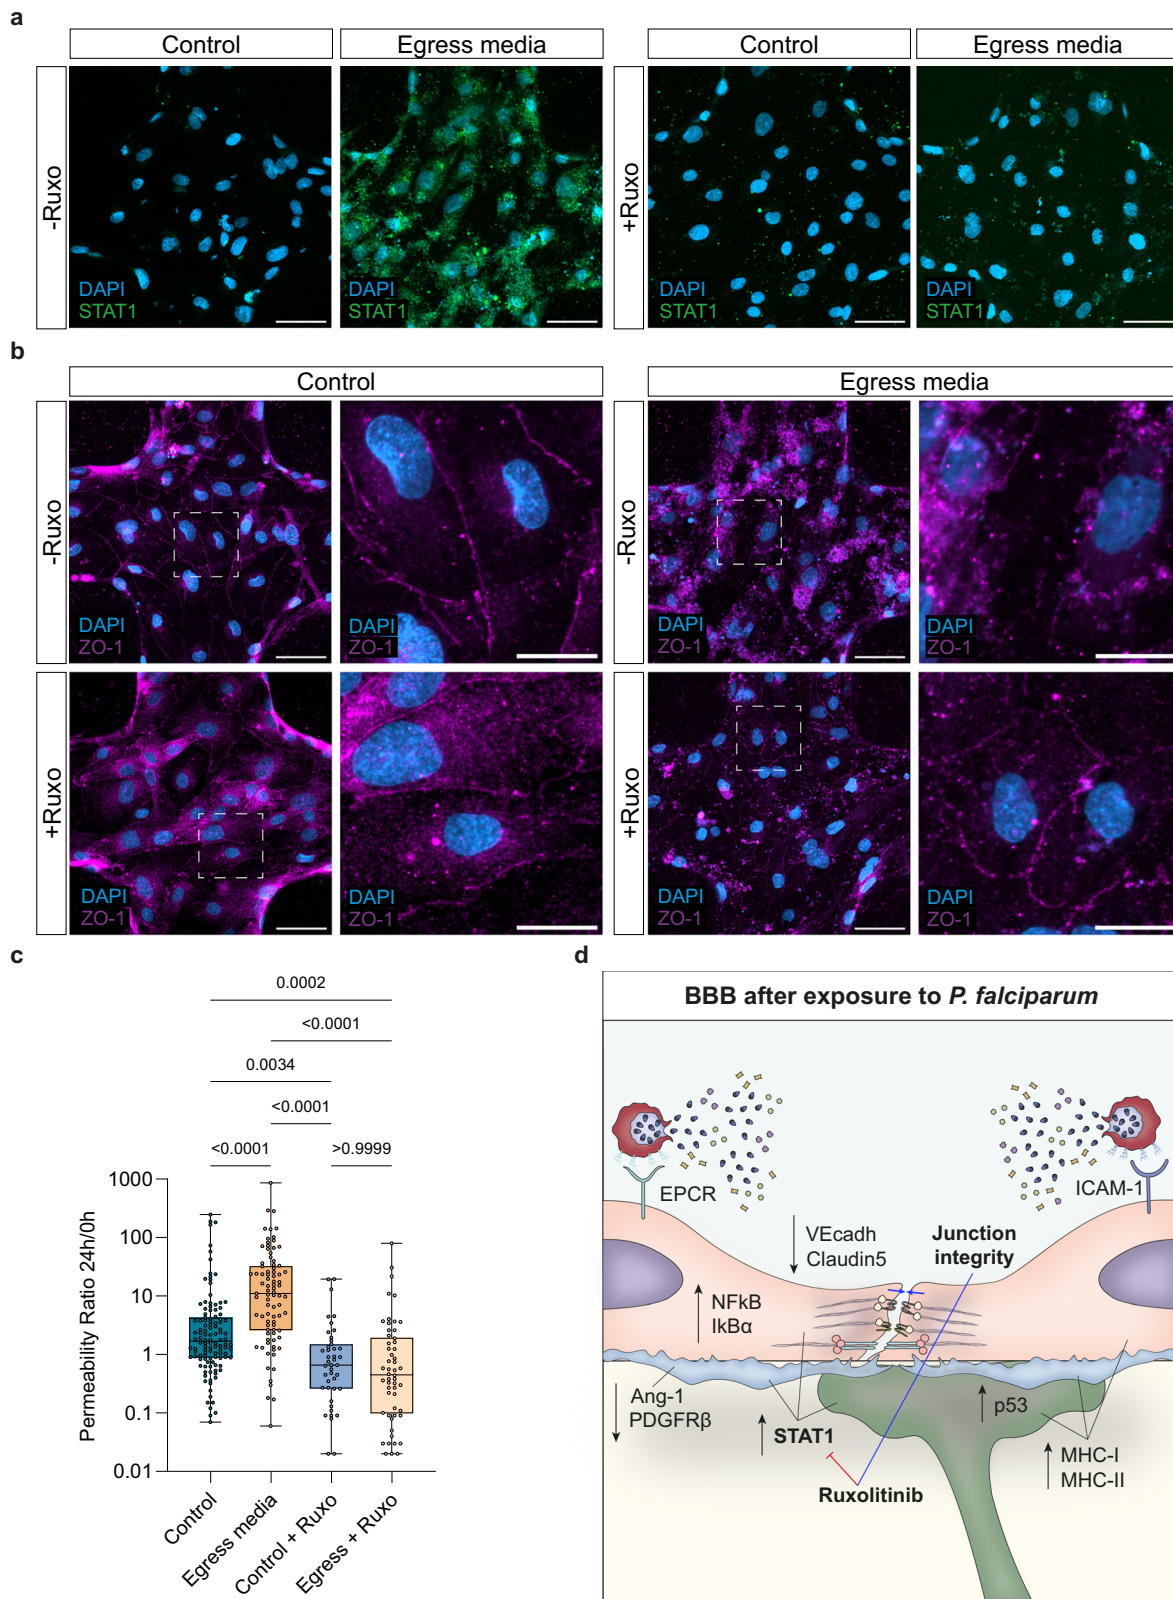 a
Control
Egress media
Control
Egress media
-Ruxo
DAPI
STAT1
DAPI
STAT1
+Ruxo
DAPI
STAT1
DAPI
STAT1
b
Control
Egress media
-Ruxo
DAPI
ZO-1
DAPI
ZO-1
-Ruxo
DAPI
ZO-1
DAPI
ZO-1
+Ruxo
DAPI
ZO-1
DAPI
ZO-1
+Ruxo
DAPI
ZO-1
DAPI
ZO-1
c
0.0002
<0.0001
0.0034
<0.0001
<0.0001
>0.9999
Permeability Ratio 24h/0h
1000
100
10
1
0.1
0.01
Control
Egress media
Control + Ruxo
Egress + Ruxo
d
BBB after exposure to P. falciparum
EPCR
ICAM-1
VEcadh
Claudin5
Junction
integrity
NFkB
IkBα
Ang-1
PDGFRβ
STAT1
p53
MHC-I
MHC-II
Ruxolitinib